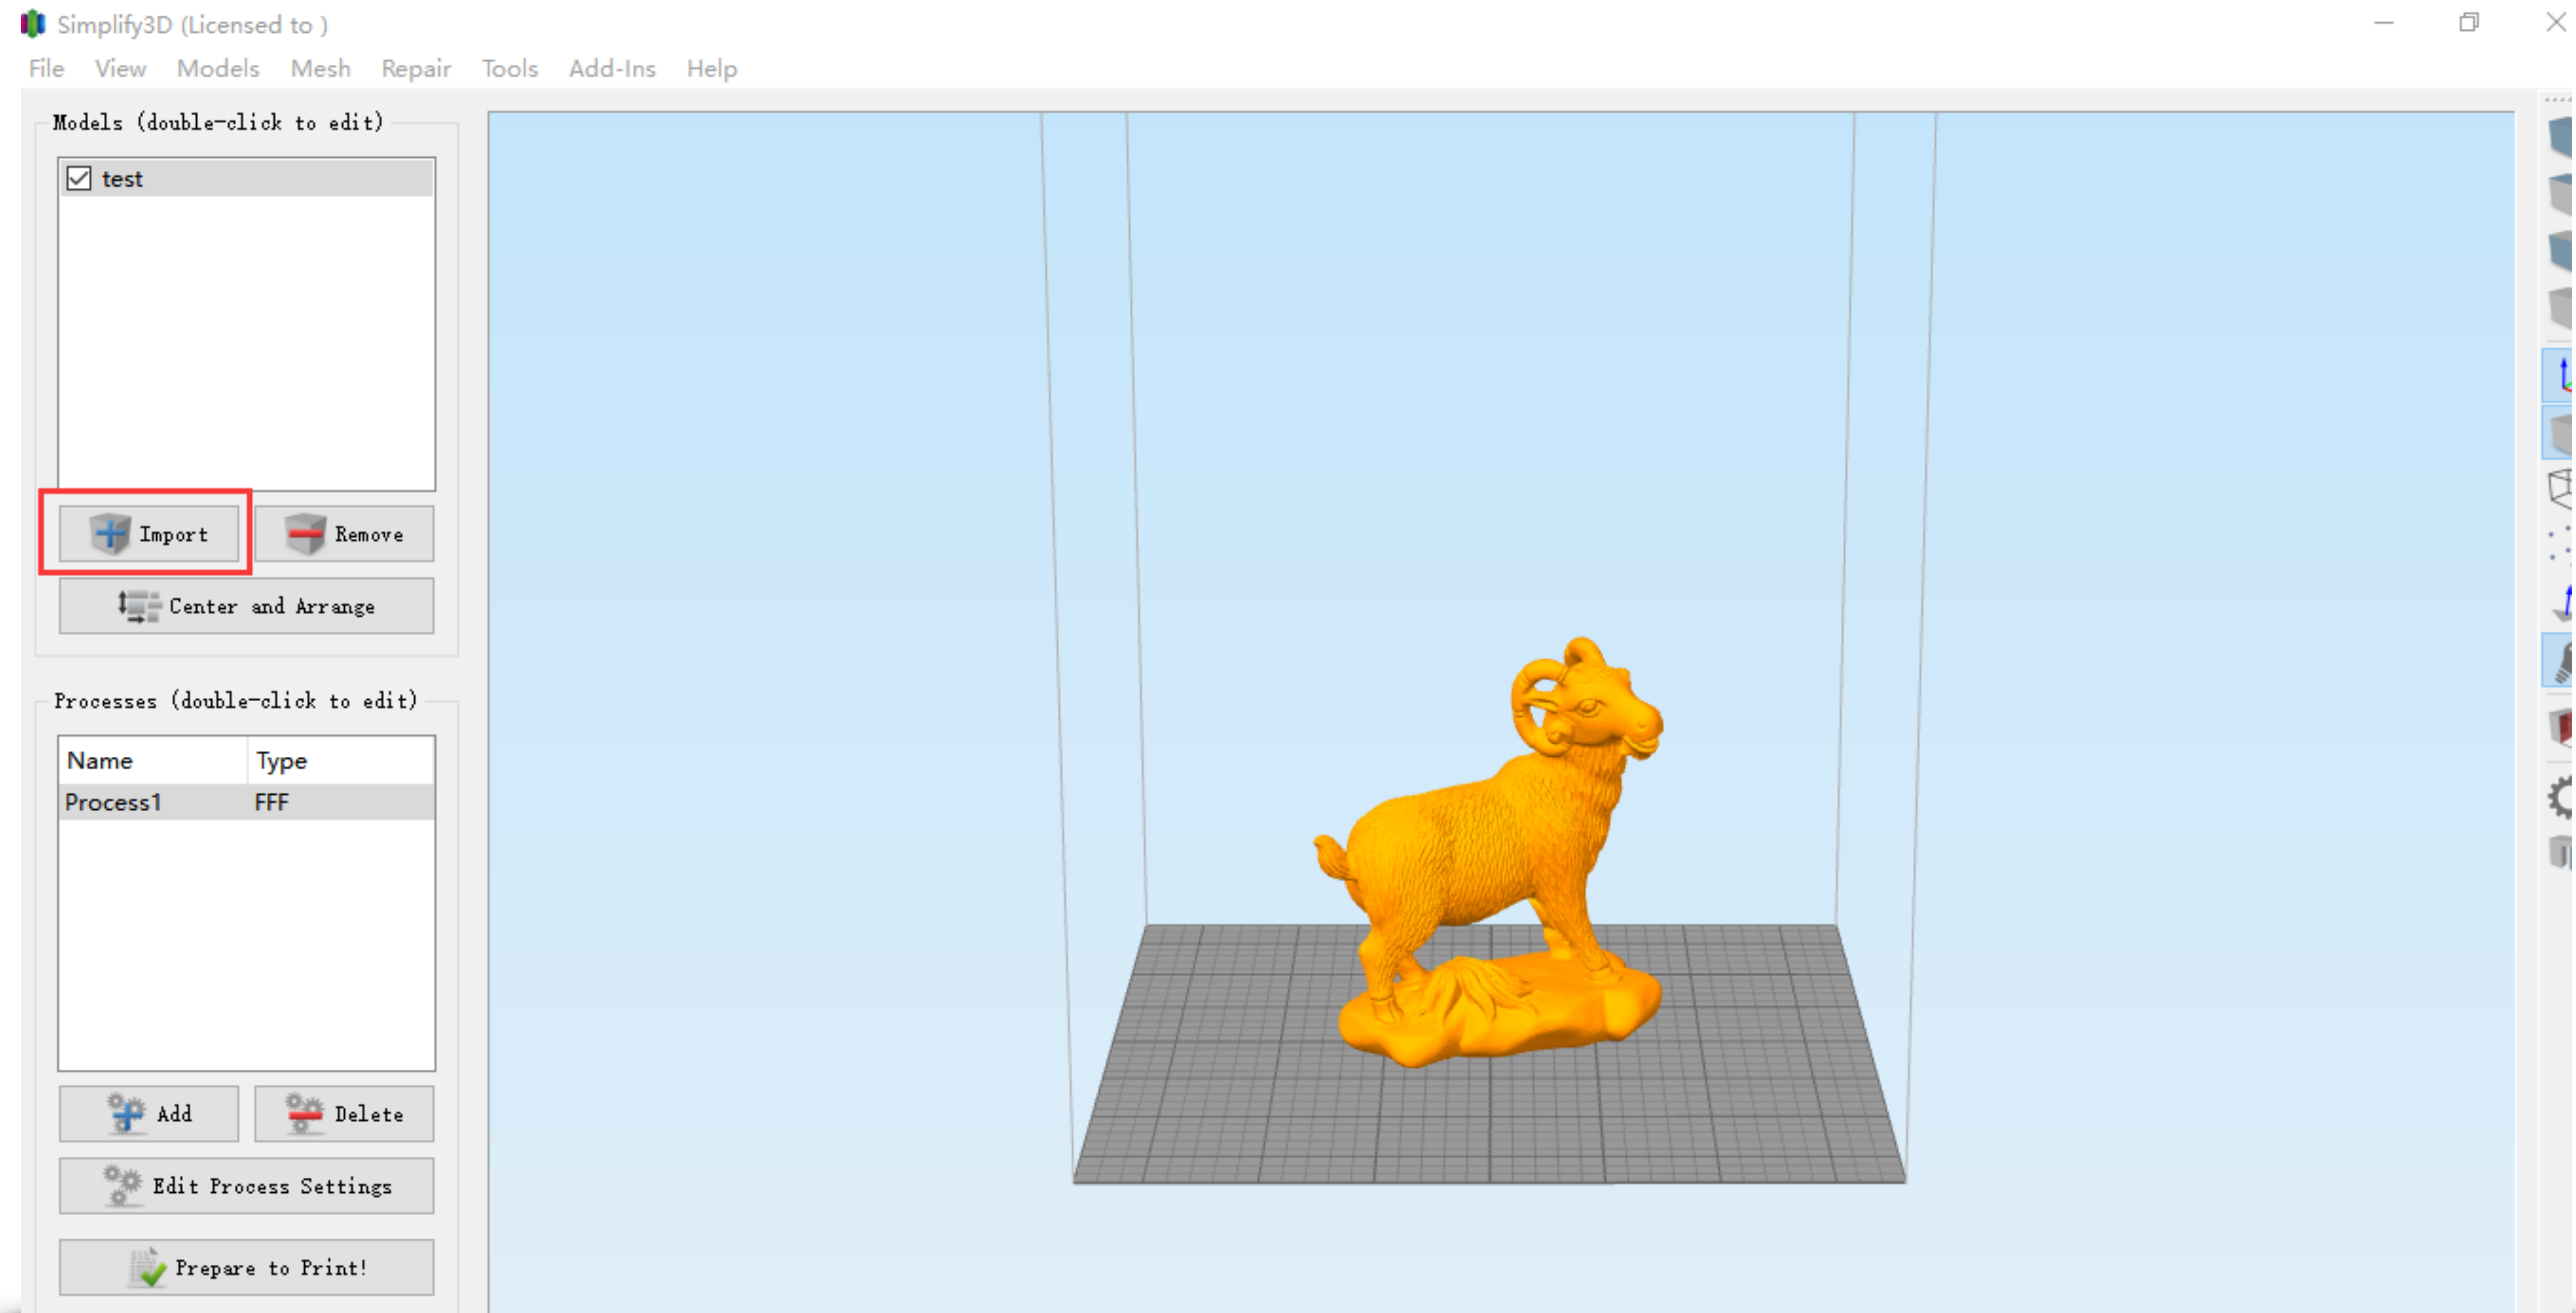 Simplify3D (Licensed to )
File View Models Mesh Repair Tools Add-Ins Help
Models (double-click to edit)
test
Import Remove
Center and Arrange
Processes (double-click to edit)
Name Type
Process1 FFF
Add Delete
Edit Process Settings
Prepare to Print!